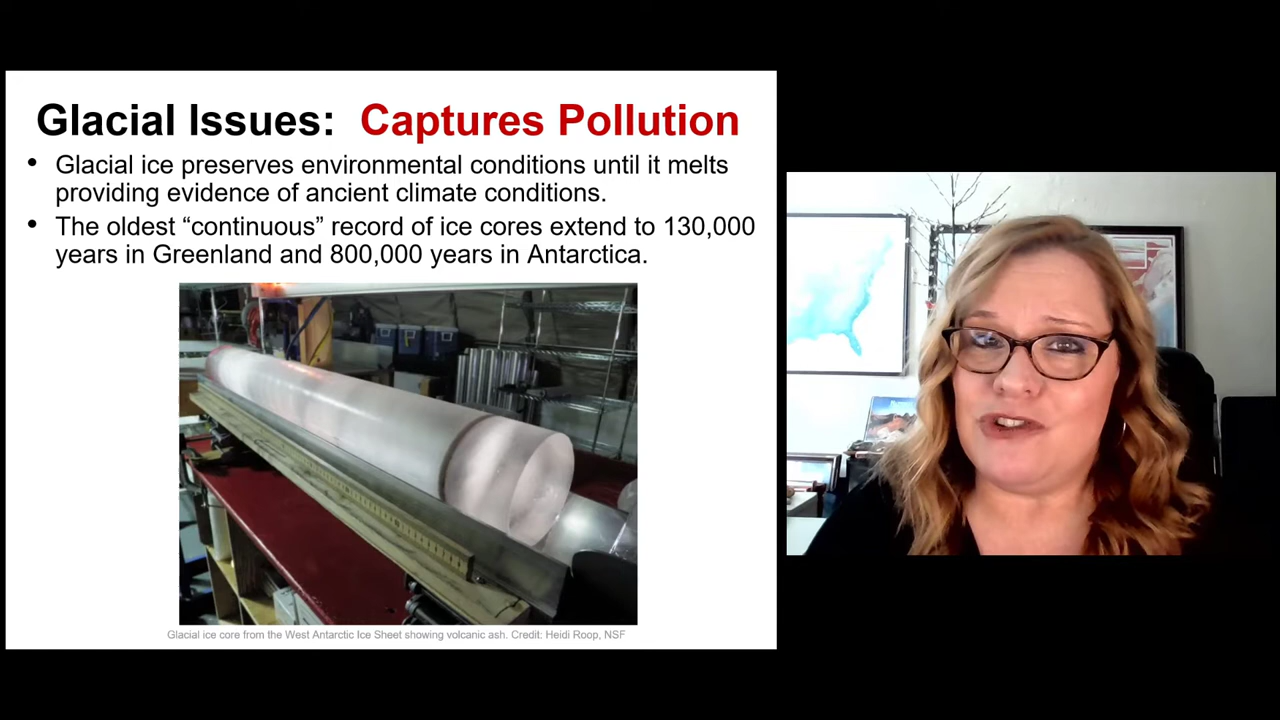 Glacial Issues: Captures Pollution
• Glacial ice preserves environmental conditions until it melts
providing evidence of ancient climate conditions.
• The oldest “continuous” record of ice cores extend to 130,000
years in Greenland and 800,000 years in Antarctica.
Glacial ice core from the West Antarctic Ice Sheet showing volcanic ash. Credit: Heidi Roop, NSF